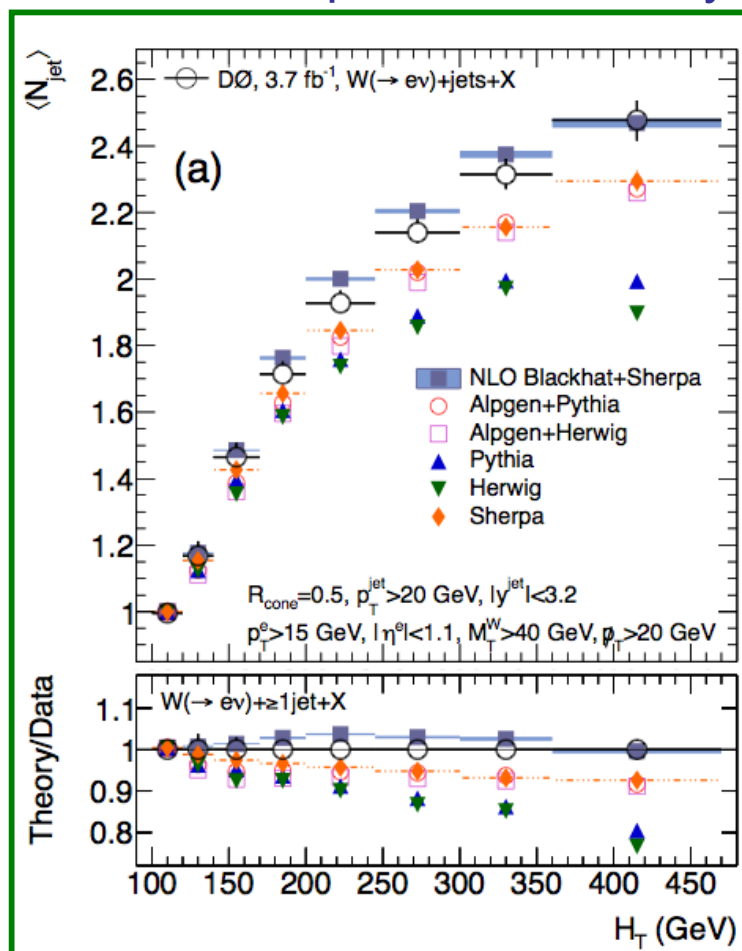 ⟨N_jet⟩
2.6
2.4
2.2
2
1.8
1.6
1.4
1.2
1
DØ, 3.7 fb⁻¹, W(→ eν)+jets+X
(a)
NLO Blackhat+Sherpa
Alpgen+Pythia
Alpgen+Herwig
Pythia
Herwig
Sherpa
R_cone=0.5, p_T^jet>20 GeV, |y^jet|<3.2
p_T^e>15 GeV, |η^e|<1.1, M_T^W>40 GeV, p̸_T>20 GeV
Theory/Data
W(→ eν)+≥1jet+X
1.1
1
0.9
0.8
100 150 200 250 300 350 400 450
H_T (GeV)